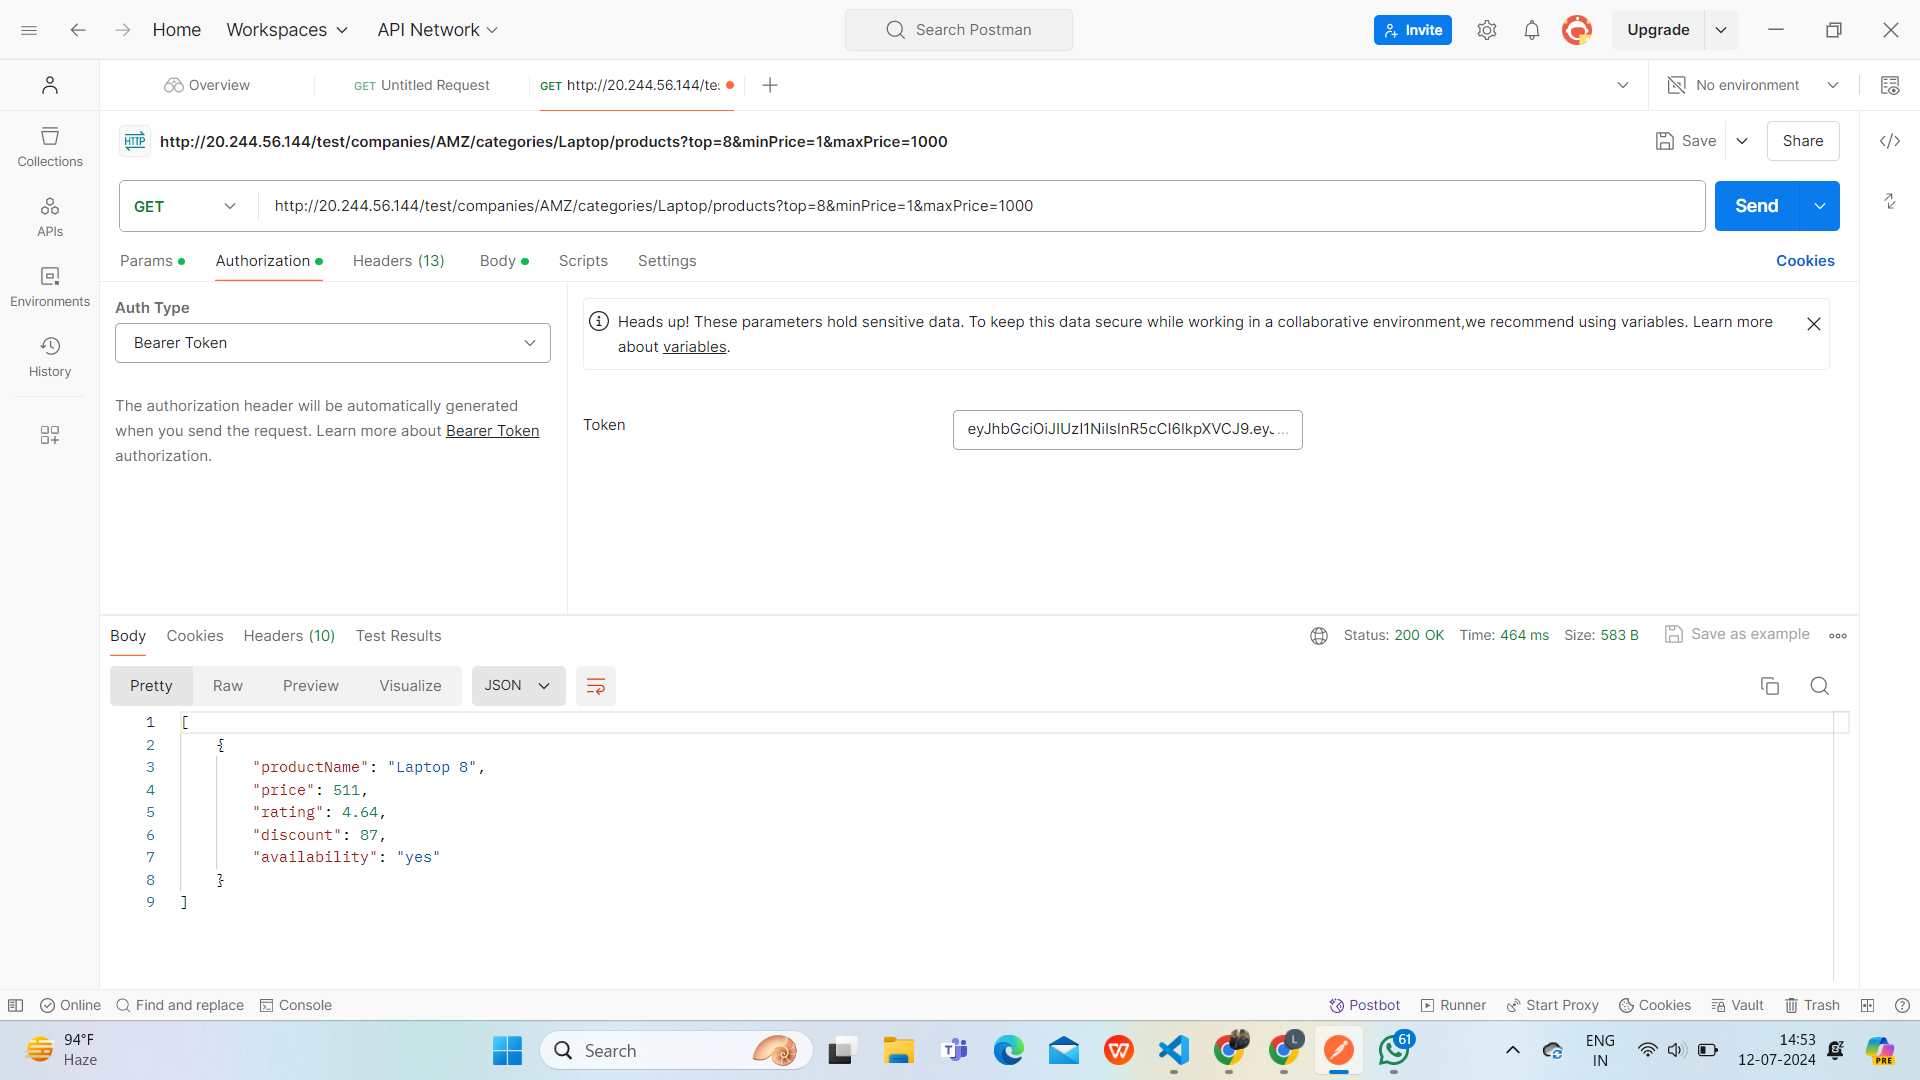 Home
Workspaces
API Network
Search Postman
Invite
Upgrade
Overview
GET Untitled Request
GET http://20.244.56.144/te
No environment
HTTP
http://20.244.56.144/test/companies/AMZ/categories/Laptop/products?top=8&minPrice=1&maxPrice=1000
Save
Share
Collections
APIs
Environments
History
GET
http://20.244.56.144/test/companies/AMZ/categories/Laptop/products?top=8&minPrice=1&maxPrice=1000
Send
Params
Authorization
Headers (13)
Body
Scripts
Settings
Cookies
Auth Type
Bearer Token
The authorization header will be automatically generated
when you send the request. Learn more about Bearer Token
authorization.
Heads up! These parameters hold sensitive data. To keep this data secure while working in a collaborative environment,we recommend using variables. Learn more
about variables.
Token
eyJhbGciOiJIUzI1NiIsInR5cCI6IkpXVCJ9.eyJ...
Body
Cookies
Headers (10)
Test Results
Status: 200 OK
Time: 464 ms
Size: 583 B
Save as example
Pretty
Raw
Preview
Visualize
JSON
1 [
2 {
3 "productName": "Laptop 8",
4 "price": 511,
5 "rating": 4.64,
6 "discount": 87,
7 "availability": "yes"
8 }
9 ]
Online
Find and replace
Console
Postbot
Runner
Start Proxy
Cookies
Vault
Trash
94°F
Haze
Search
L
61
ENG
IN
14:53
12-07-2024
PRE